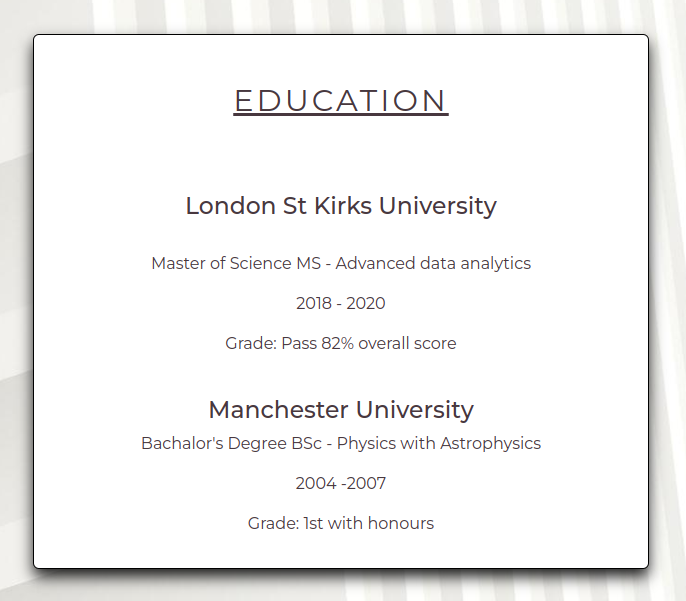 EDUCATION
London St Kirks University
Master of Science MS - Advanced data analytics
2018 - 2020
Grade: Pass 82% overall score
Manchester University
Bachalor's Degree BSc - Physics with Astrophysics
2004 -2007
Grade: 1st with honours